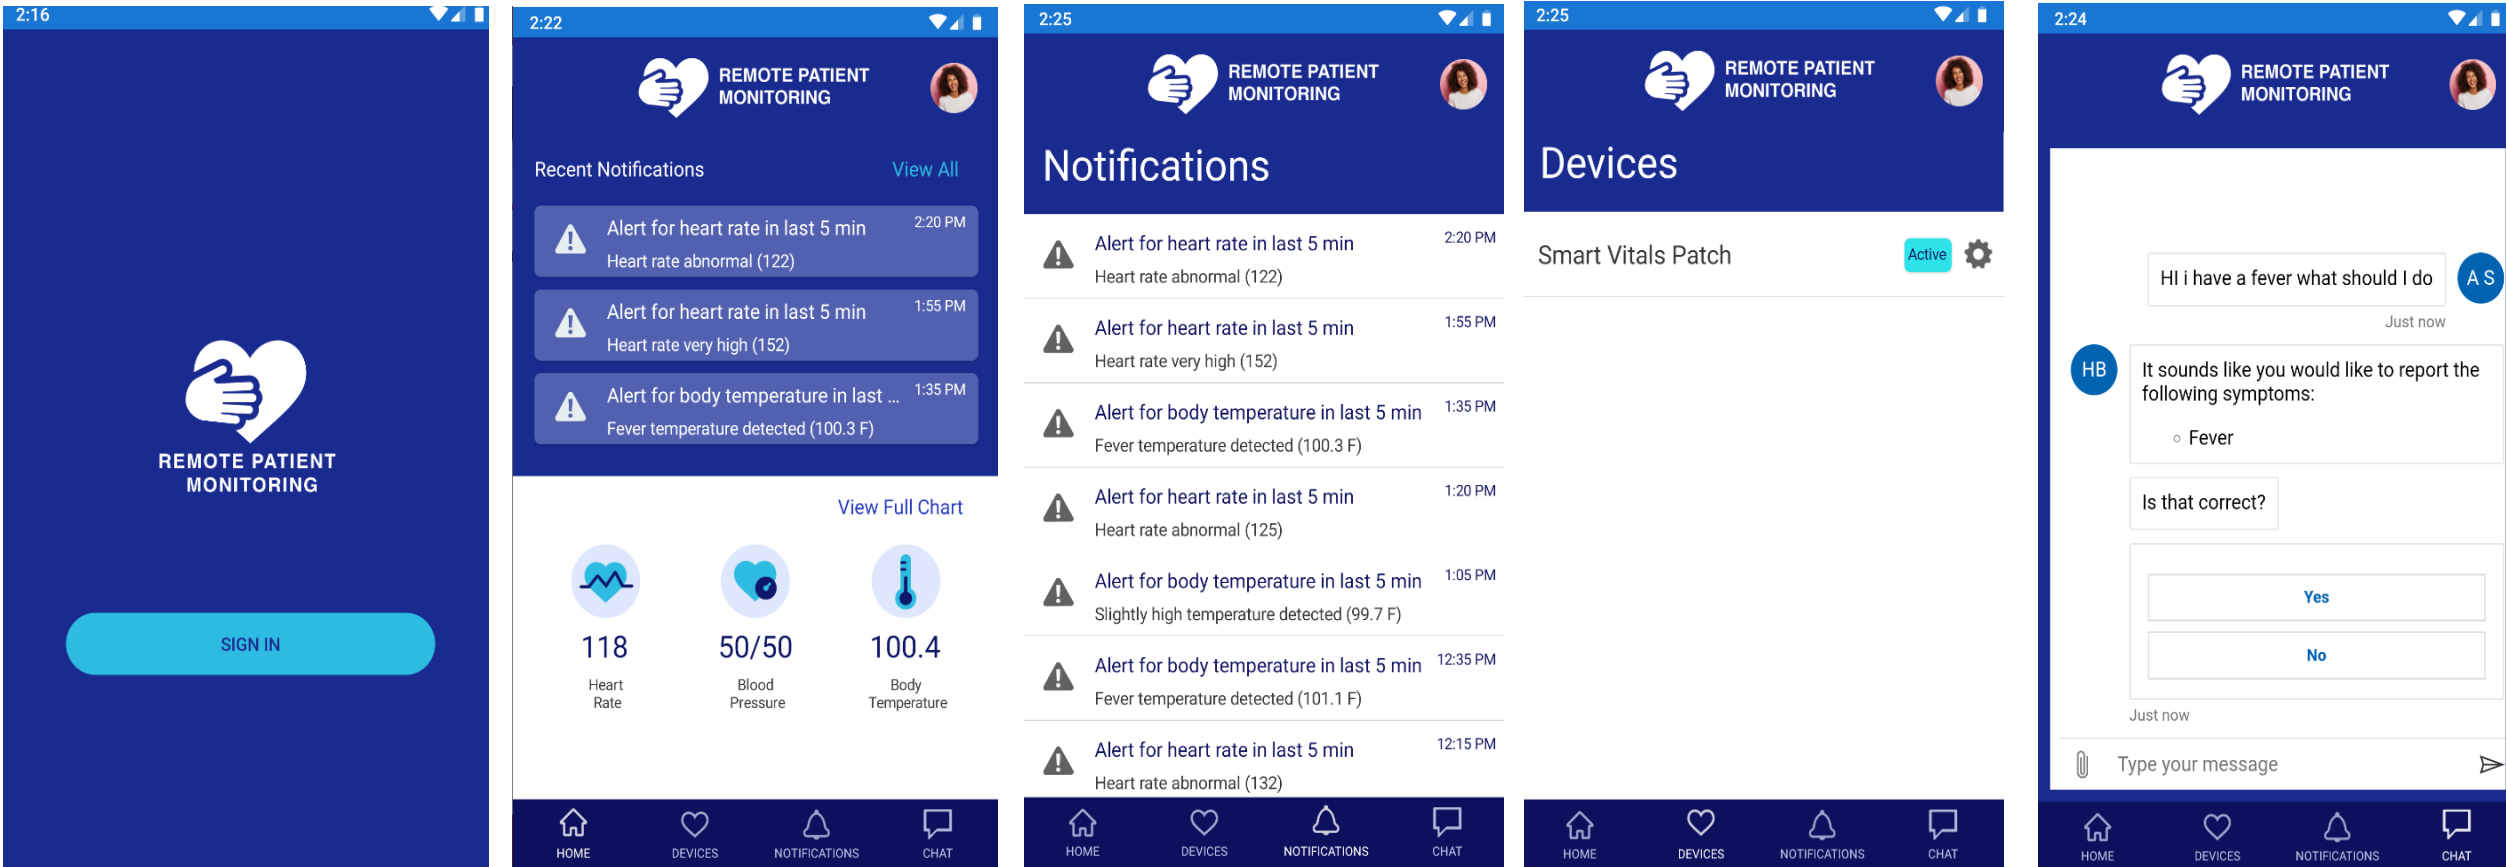 2:16
REMOTE PATIENT
MONITORING
SIGN IN
2:22
REMOTE PATIENT
MONITORING
Recent Notifications
View All
Alert for heart rate in last 5 min
2:20 PM
Heart rate abnormal (122)
Alert for heart rate in last 5 min
1:55 PM
Heart rate very high (152)
Alert for body temperature in last ...
1:35 PM
Fever temperature detected (100.3 F)
View Full Chart
118
50/50
100.4
Heart
Rate
Blood
Pressure
Body
Temperature
HOME
DEVICES
NOTIFICATIONS
CHAT
2:25
REMOTE PATIENT
MONITORING
Notifications
Alert for heart rate in last 5 min
2:20 PM
Heart rate abnormal (122)
Alert for heart rate in last 5 min
1:55 PM
Heart rate very high (152)
Alert for body temperature in last 5 min
1:35 PM
Fever temperature detected (100.3 F)
Alert for heart rate in last 5 min
1:20 PM
Heart rate abnormal (125)
Alert for body temperature in last 5 min
1:05 PM
Slightly high temperature detected (99.7 F)
Alert for body temperature in last 5 min
12:35 PM
Fever temperature detected (101.1 F)
Alert for heart rate in last 5 min
12:15 PM
Heart rate abnormal (132)
HOME
DEVICES
NOTIFICATIONS
CHAT
2:25
REMOTE PATIENT
MONITORING
Devices
Smart Vitals Patch
Active
HOME
DEVICES
NOTIFICATIONS
CHAT
2:24
REMOTE PATIENT
MONITORING
HI i have a fever what should I do
A S
Just now
HB
It sounds like you would like to report the
following symptoms:
Fever
Is that correct?
Yes
No
Just now
Type your message
HOME
DEVICES
NOTIFICATIONS
CHAT